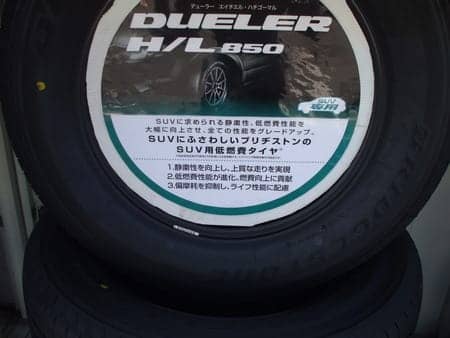 デューラー エイチエル・ハチゴーマル
DUELER
H/L 850
SUV
専用
SUVに求められる静粛性、低燃費性能を
大幅に向上させ、全ての性能をグレードアップ。
SUVにふさわしいブリヂストンの
SUV用低燃費タイヤ
1.静粛性を向上し、上質な走りを実現
2.低燃費性能が進化、燃費向上に貢献
3.偏摩耗を抑制し、ライフ性能に配慮